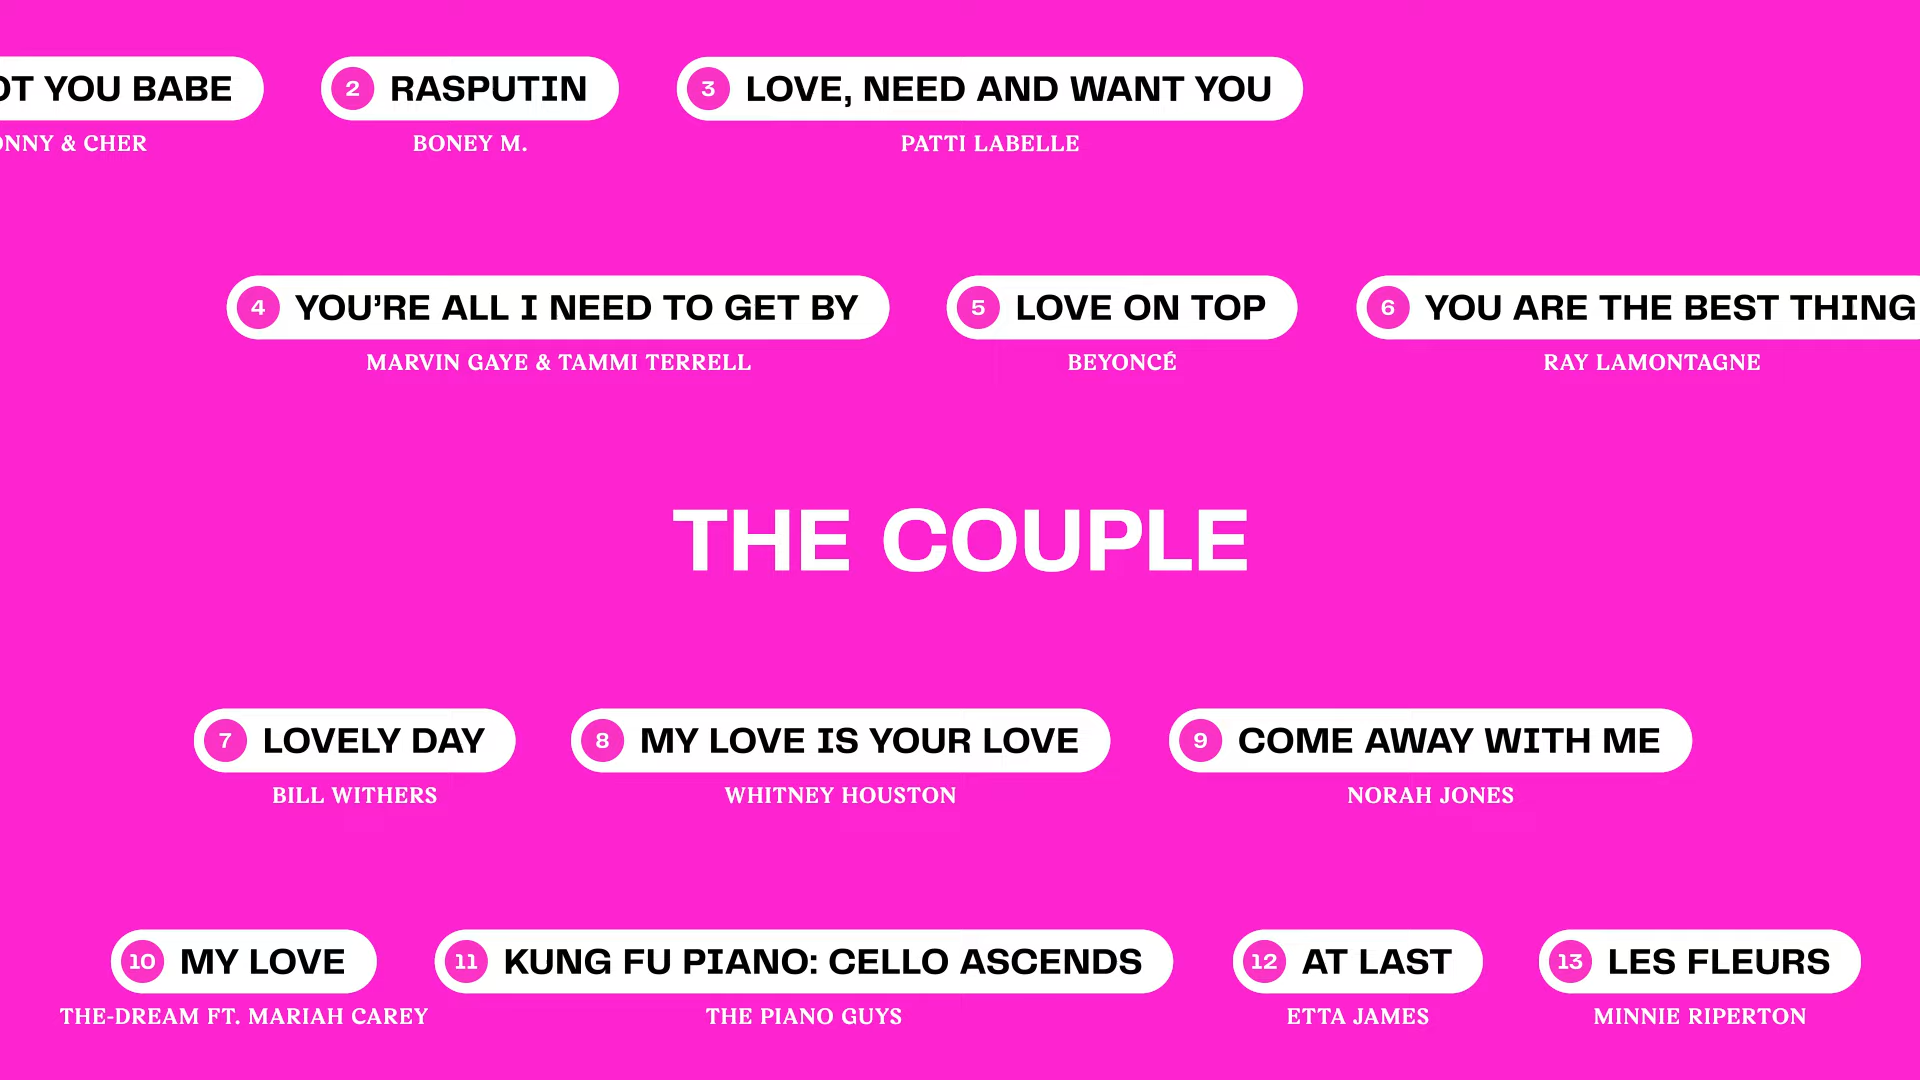 YOU BABE
2 RASPUTIN
3 LOVE, NEED AND WANT YOU
& CHER
BONEY M.
PATTI LABELLE
4 YOU’RE ALL I NEED TO GET BY
5 LOVE ON TOP
6 YOU ARE THE BEST THING
MARVIN GAYE & TAMMI TERRELL
BEYONCÉ
RAY LAMONTAGNE
THE COUPLE
7 LOVELY DAY
8 MY LOVE IS YOUR LOVE
9 COME AWAY WITH ME
BILL WITHERS
WHITNEY HOUSTON
NORAH JONES
10 MY LOVE
11 KUNG FU PIANO: CELLO ASCENDS
12 AT LAST
13 LES FLEURS
THE-DREAM FT. MARIAH CAREY
THE PIANO GUYS
ETTA JAMES
MINNIE RIPERTON